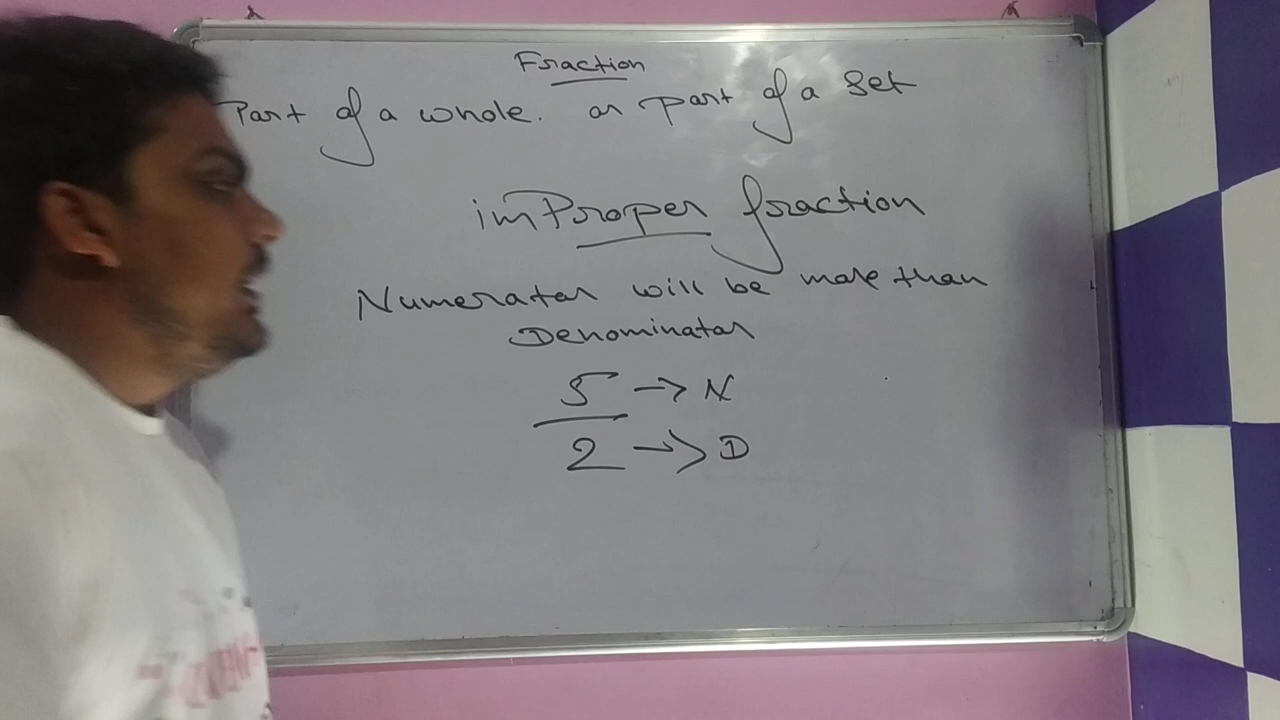 Fraction
Part of a whole. or part of a set
imProper fraction
Numerator will be more than
Denominator
5 → N
2 → D